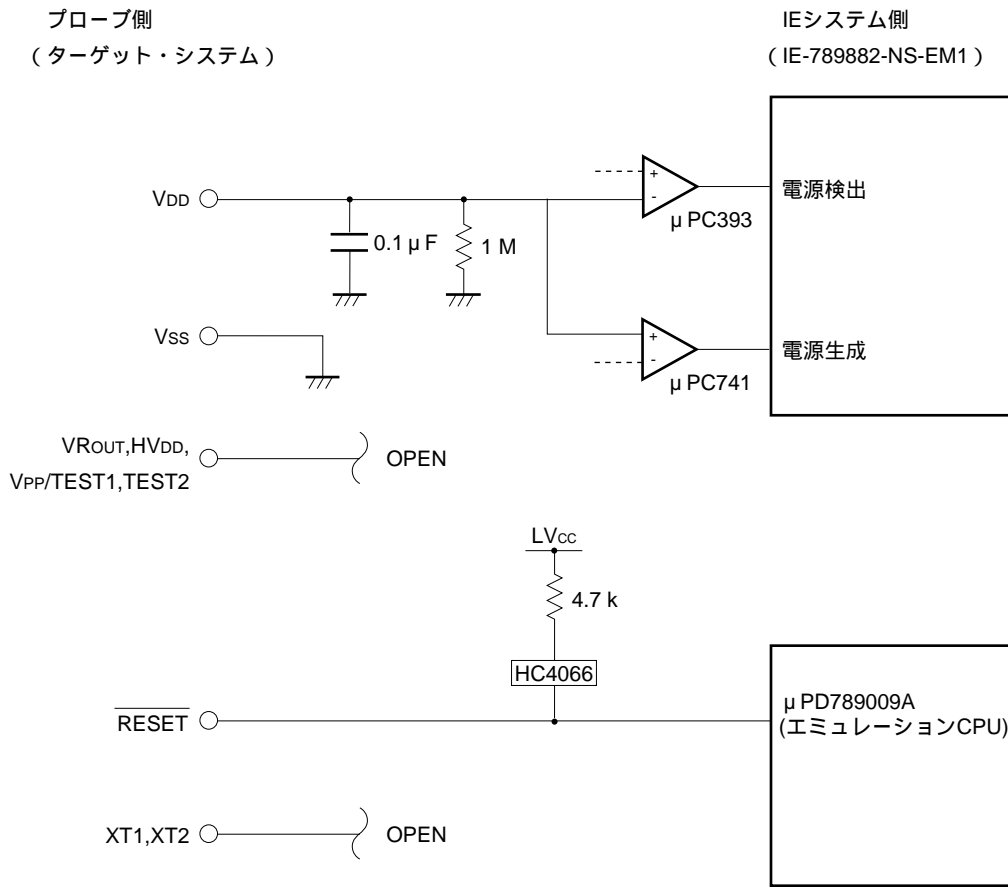 プローブ側
（ターゲット・システム）
IEシステム側
（IE-789882-NS-EM1）
VDD
0.1 μ F
1 M
+
-
μ PC393
電源検出
VSS
+
-
μ PC741
電源生成
VROUT,HVDD,
VPP/TEST1,TEST2
OPEN
LVCC
4.7 k
HC4066
RESET
μ PD789009A
(エミュレーションCPU)
XT1,XT2
OPEN